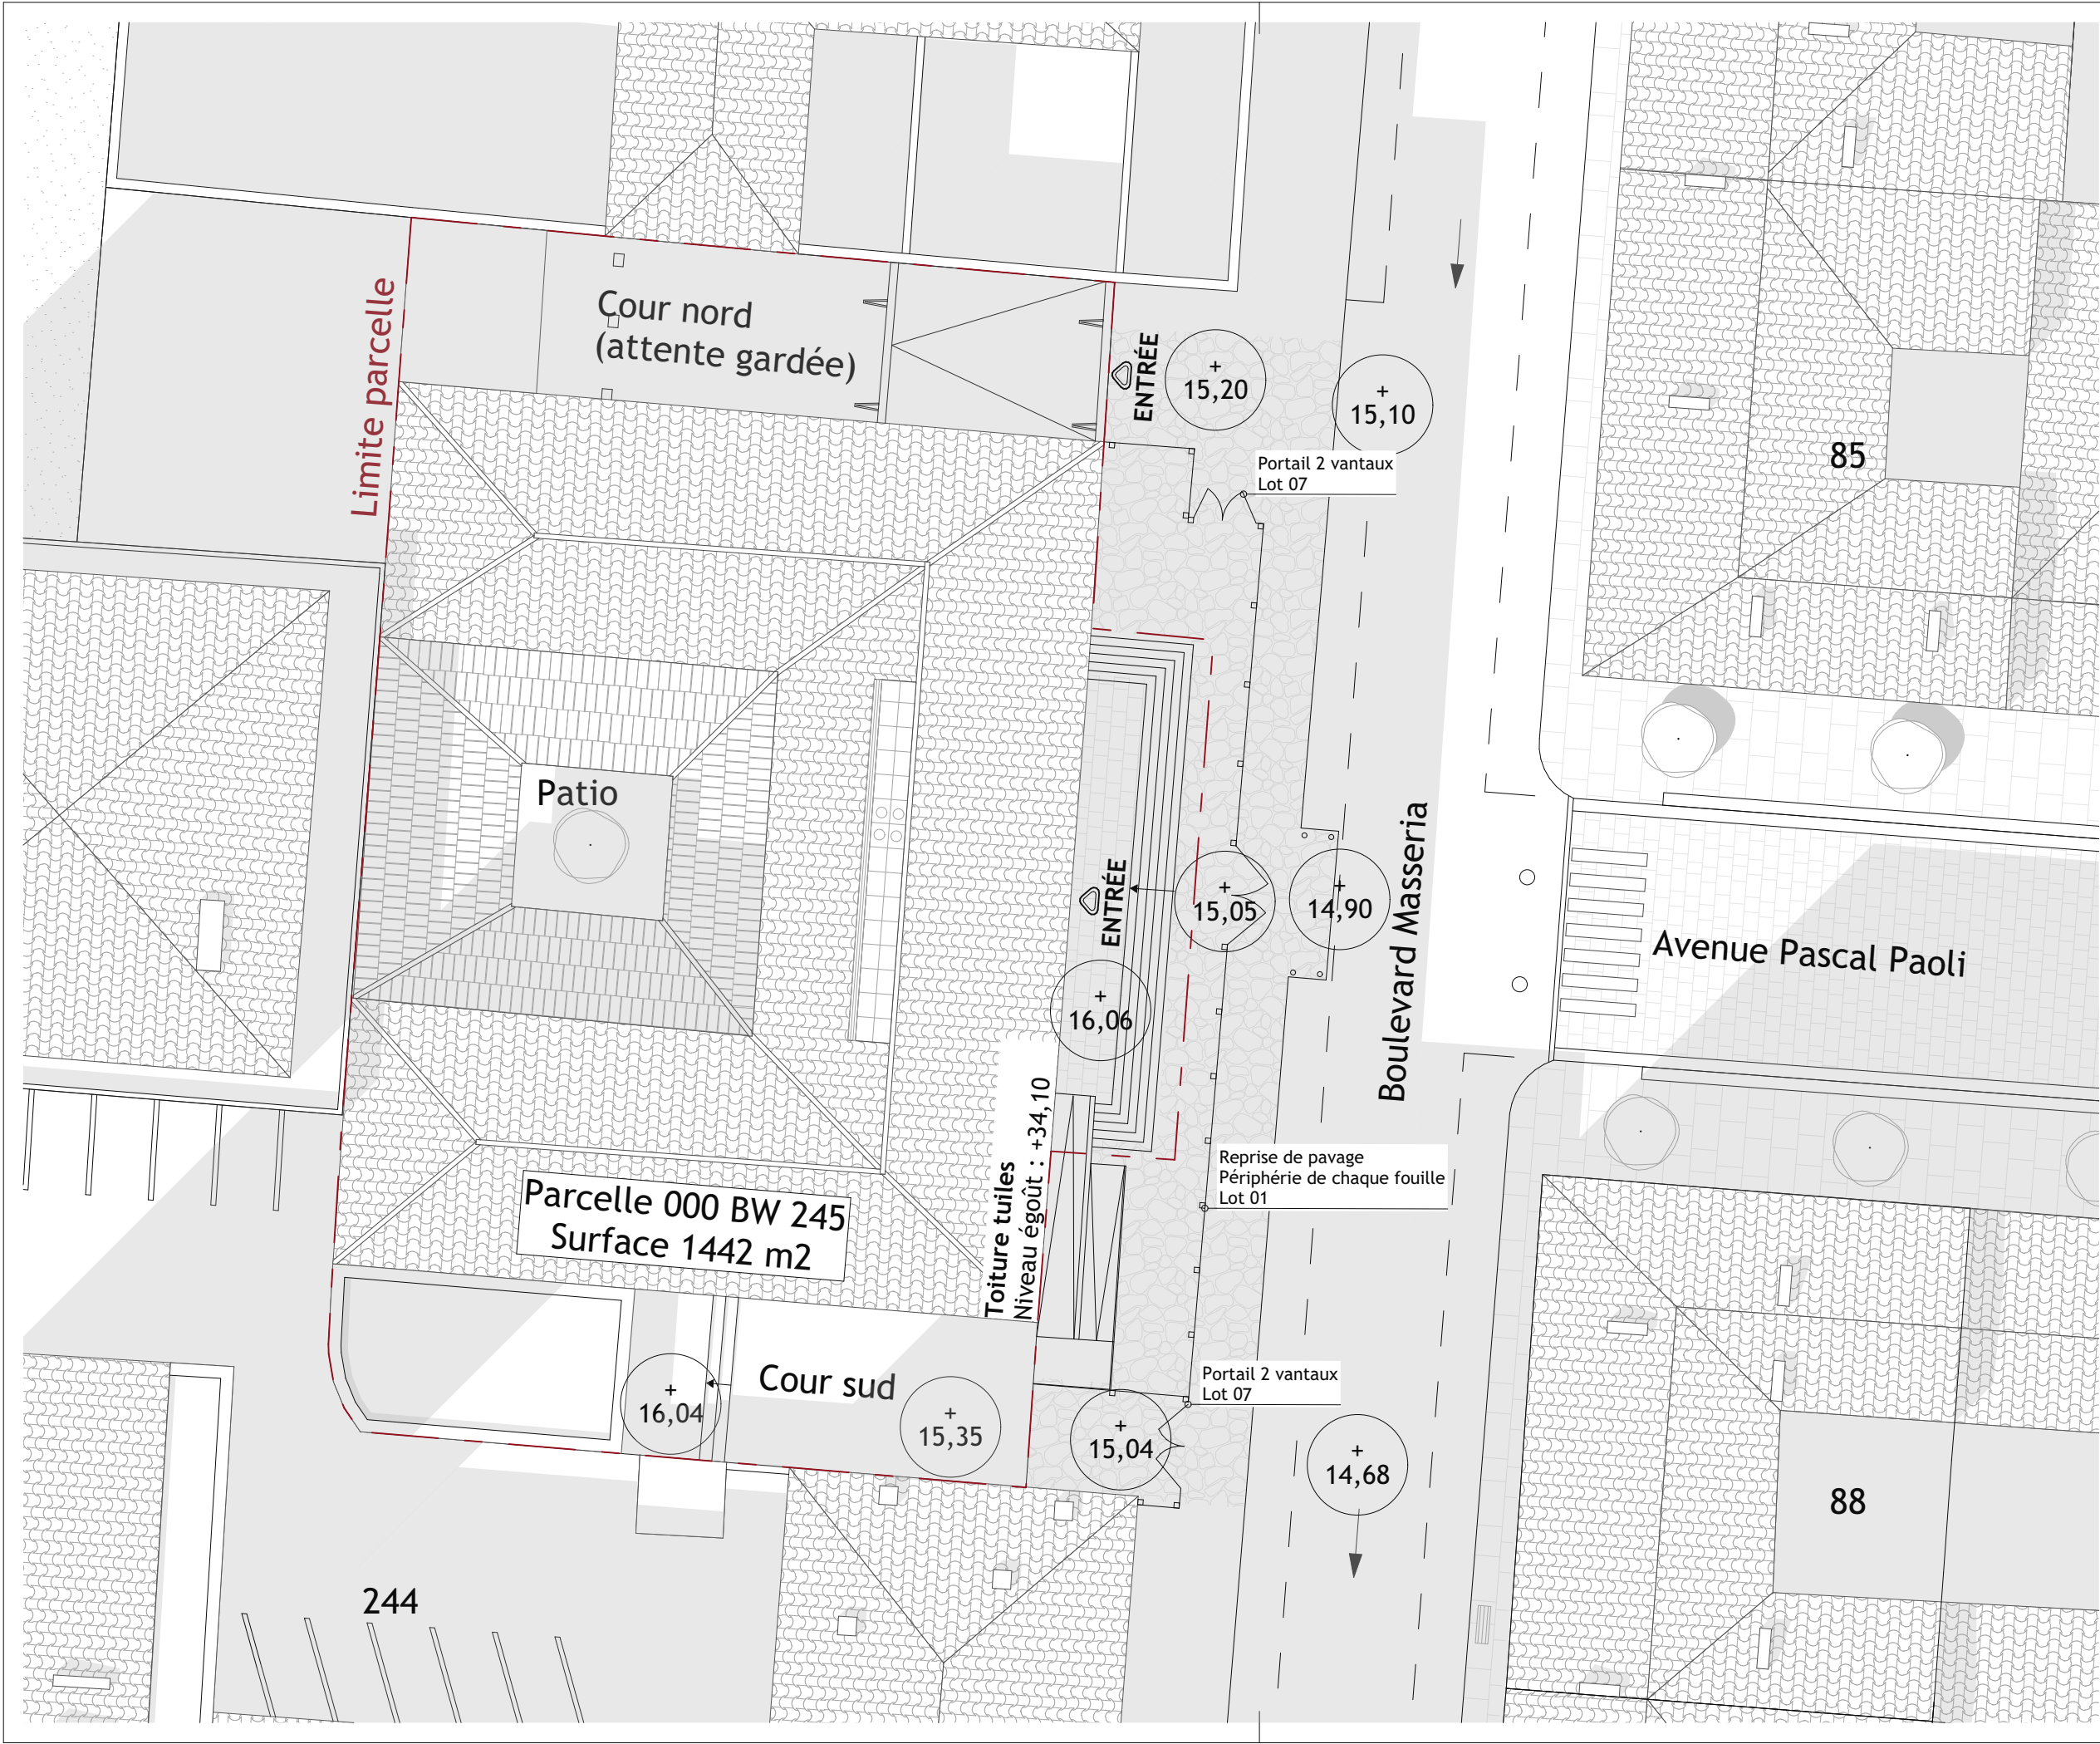 Cour nord
(attente gardée)
Limite parcelle
ENTRÉE
+
15,20
+
15,10
Portail 2 vantaux
Lot 07
85
Patio
ENTRÉE
+
15,05
+
14,90
Boulevard Masseria
Avenue Pascal Paoli
+
16,06
Toiture tuiles
Niveau égoût : +34,10
Reprise de pavage
Périphérie de chaque fouille
Lot 01
Parcelle 000 BW 245
Surface 1442 m2
Cour sud
+
16,04
+
15,35
Portail 2 vantaux
Lot 07
+
15,04
+
14,68
88
244